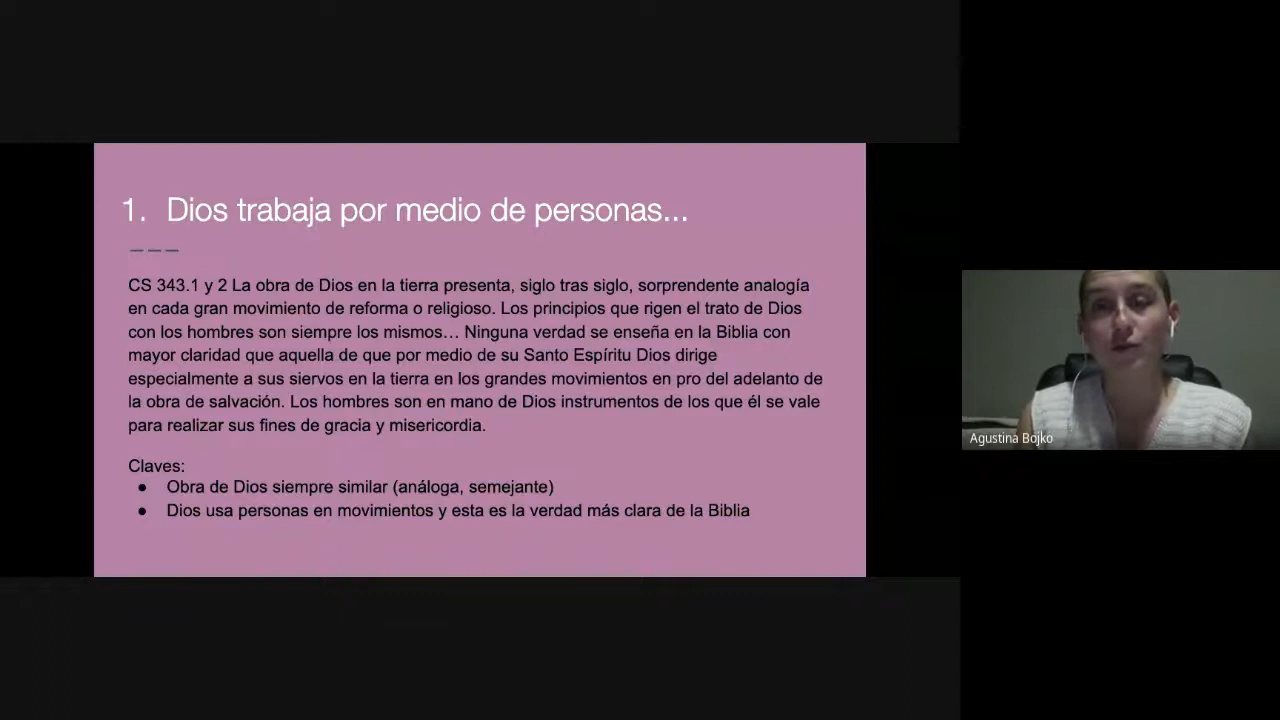 1. Dios trabaja por medio de personas...
CS 343.1 y 2 La obra de Dios en la tierra presenta, siglo tras siglo, sorprendente analogía
en cada gran movimiento de reforma o religioso. Los principios que rigen el trato de Dios
con los hombres son siempre los mismos… Ninguna verdad se enseña en la Biblia con
mayor claridad que aquella de que por medio de su Santo Espíritu Dios dirige
especialmente a sus siervos en la tierra en los grandes movimientos en pro del adelanto de
la obra de salvación. Los hombres son en mano de Dios instrumentos de los que él se vale
para realizar sus fines de gracia y misericordia.
Claves:
● Obra de Dios siempre similar (análoga, semejante)
● Dios usa personas en movimientos y esta es la verdad más clara de la Biblia
Agustina Bojko